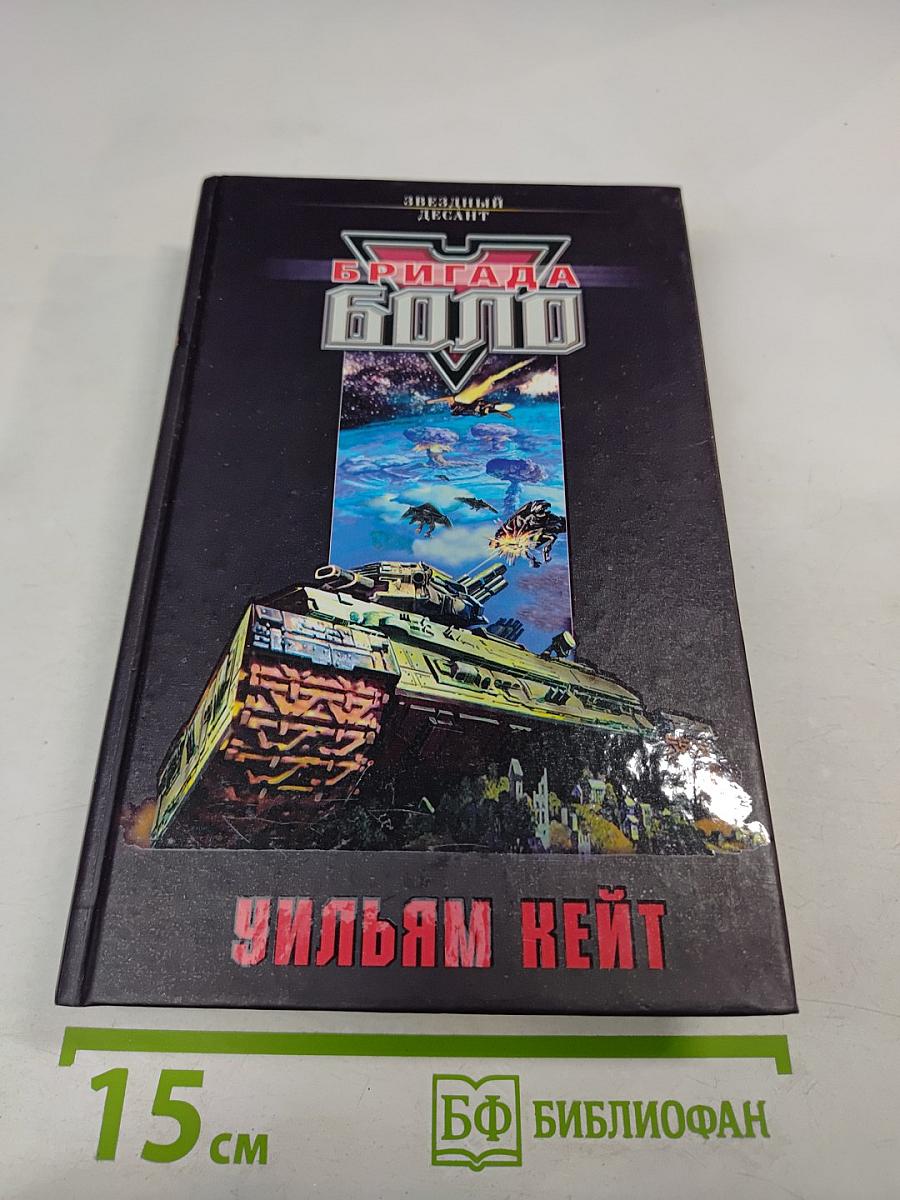 ЗВЕЗДНЫЙ
ДЕСАНТ
БРИГАДА
БОЛО
УИЛЬЯМ КЕЙТ
15 см
БФ БИБЛИОФАН